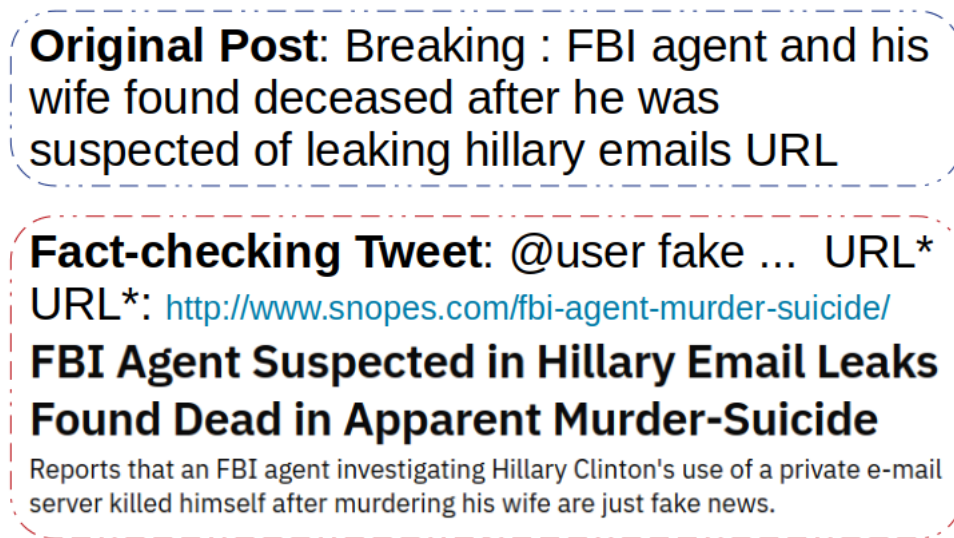 Original Post: Breaking : FBI agent and his
wife found deceased after he was
suspected of leaking hillary emails URL
Fact-checking Tweet: @user fake ... URL*
URL*: http://www.snopes.com/fbi-agent-murder-suicide/
FBI Agent Suspected in Hillary Email Leaks
Found Dead in Apparent Murder-Suicide
Reports that an FBI agent investigating Hillary Clinton's use of a private e-mail
server killed himself after murdering his wife are just fake news.